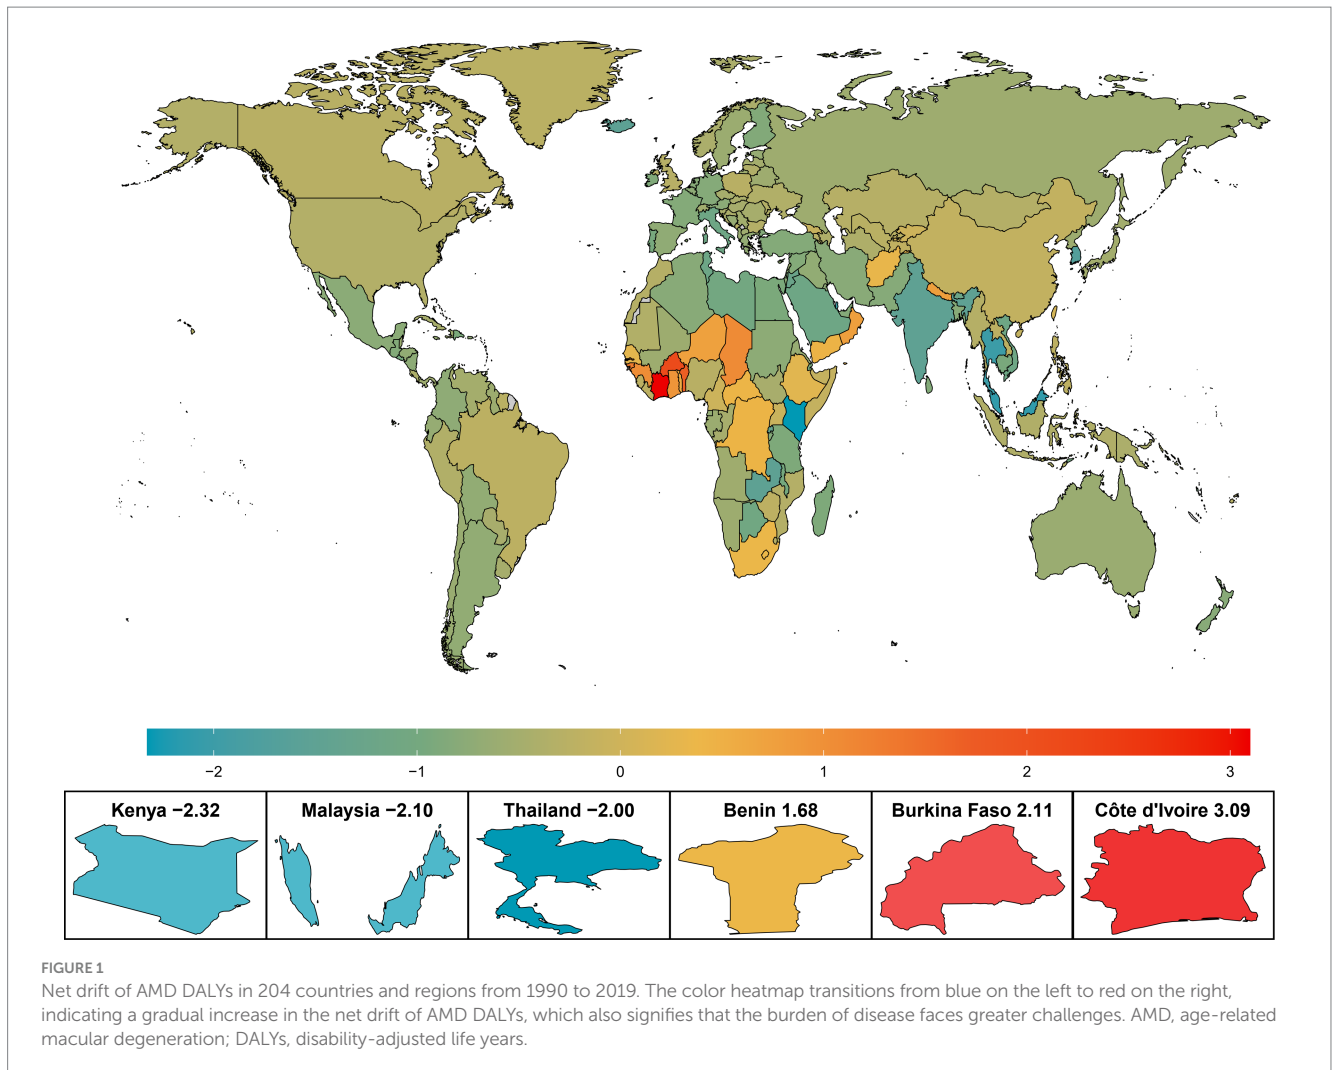 −2 −1 0 1 2 3
Kenya −2.32 Malaysia −2.10 Thailand −2.00 Benin 1.68 Burkina Faso 2.11 Côte d'Ivoire 3.09
FIGURE 1
Net drift of AMD DALYs in 204 countries and regions from 1990 to 2019. The color heatmap transitions from blue on the left to red on the right,
indicating a gradual increase in the net drift of AMD DALYs, which also signifies that the burden of disease faces greater challenges. AMD, age-related
macular degeneration; DALYs, disability-adjusted life years.